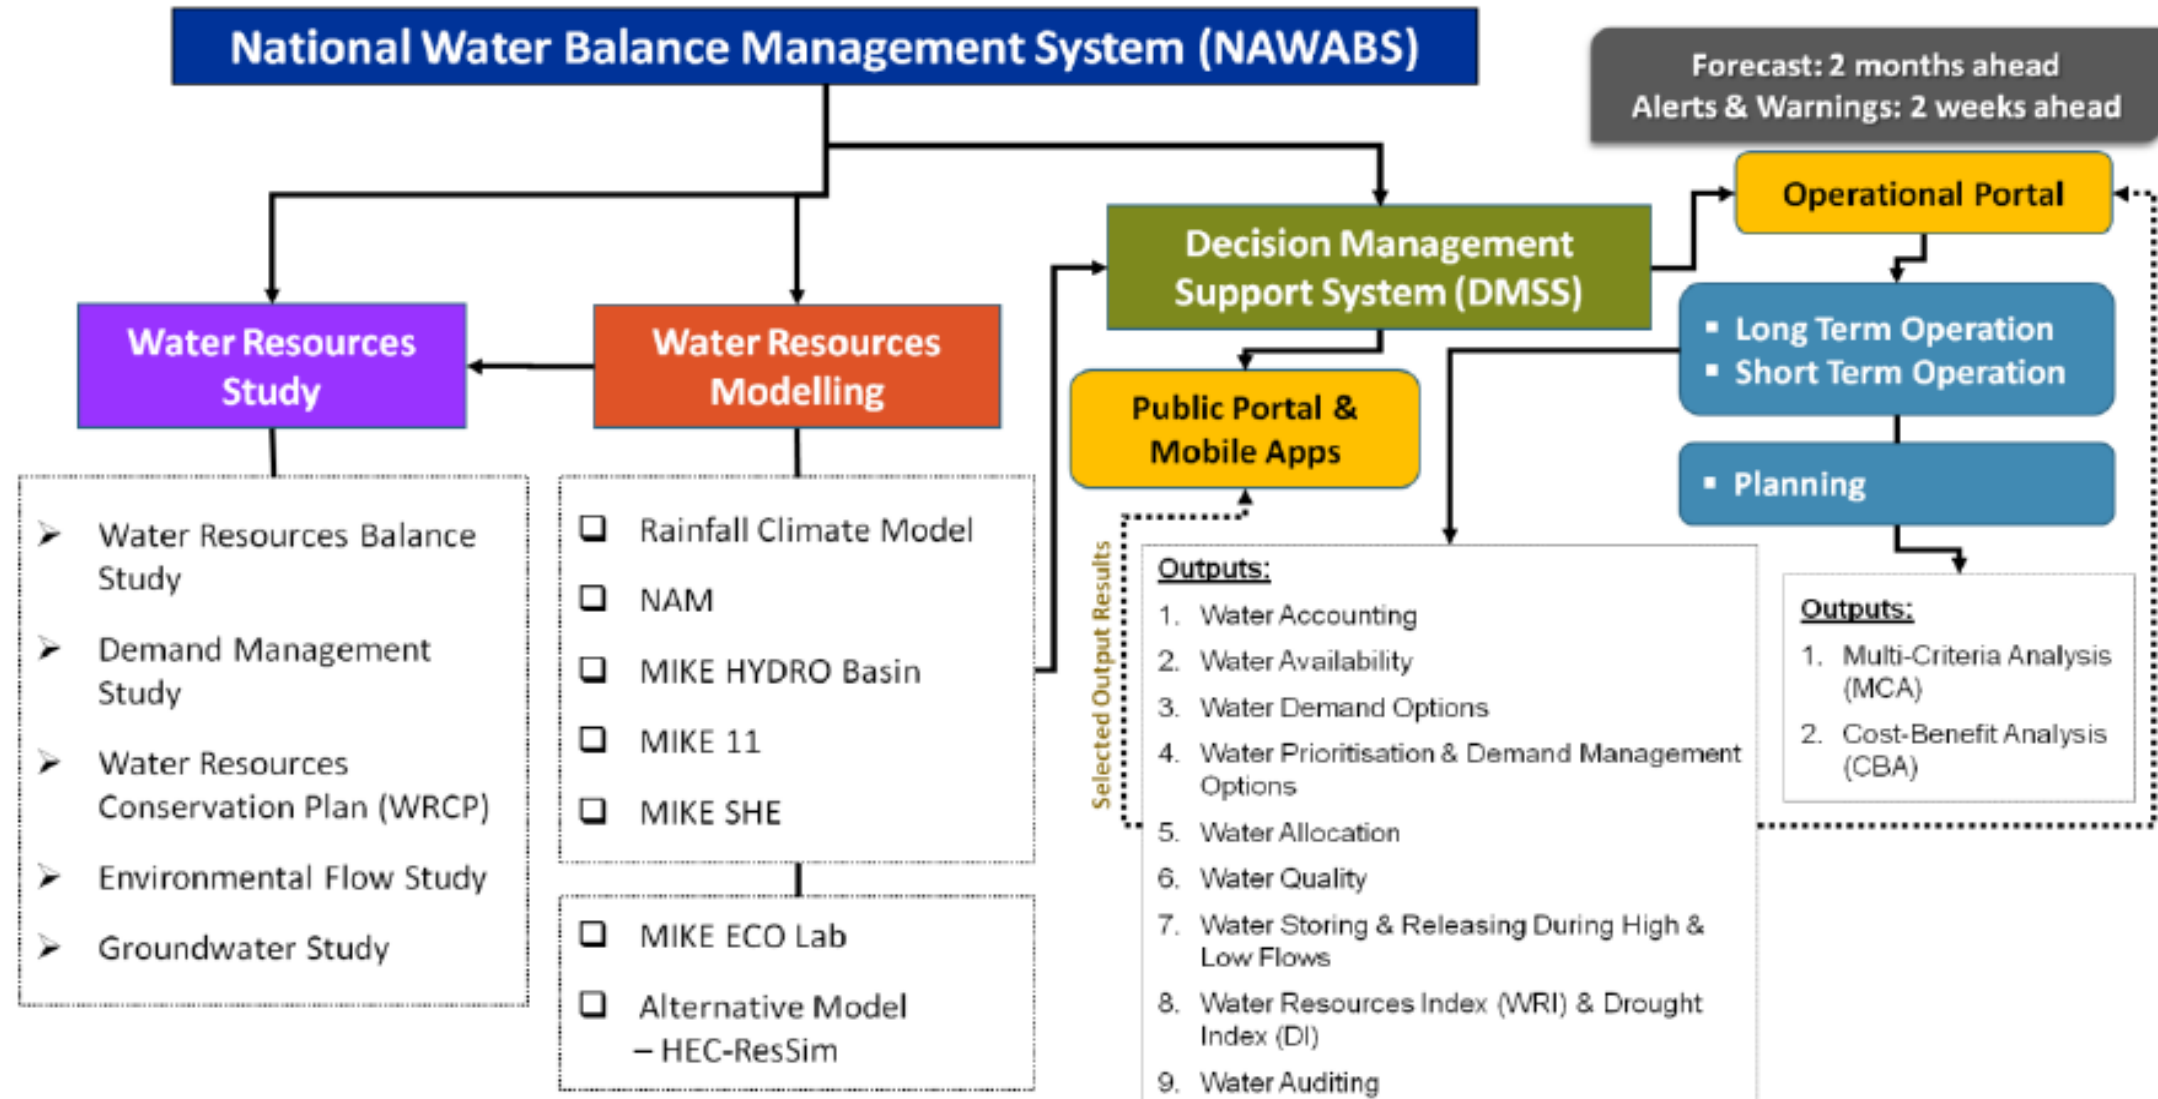 National Water Balance Management System (NAWABS)
Forecast: 2 months ahead
Alerts & Warnings: 2 weeks ahead
Operational Portal
Decision Management
Support System (DMSS)
Water Resources
Study
Water Resources
Modelling
▪ Long Term Operation
▪ Short Term Operation
Public Portal &
Mobile Apps
▪ Planning
➢ Water Resources Balance
Study
➢ Demand Management
Study
➢ Water Resources
Conservation Plan (WRCP)
➢ Environmental Flow Study
➢ Groundwater Study
❑ Rainfall Climate Model
❑ NAM
❑ MIKE HYDRO Basin
❑ MIKE 11
❑ MIKE SHE
❑ MIKE ECO Lab
❑ Alternative Model
– HEC-ResSim
Selected Output Results
Outputs:
1. Water Accounting
2. Water Availability
3. Water Demand Options
4. Water Prioritisation & Demand Management
Options
5. Water Allocation
6. Water Quality
7. Water Storing & Releasing During High &
Low Flows
8. Water Resources Index (WRI) & Drought
Index (DI)
9. Water Auditing
Outputs:
1. Multi-Criteria Analysis
(MCA)
2. Cost-Benefit Analysis
(CBA)